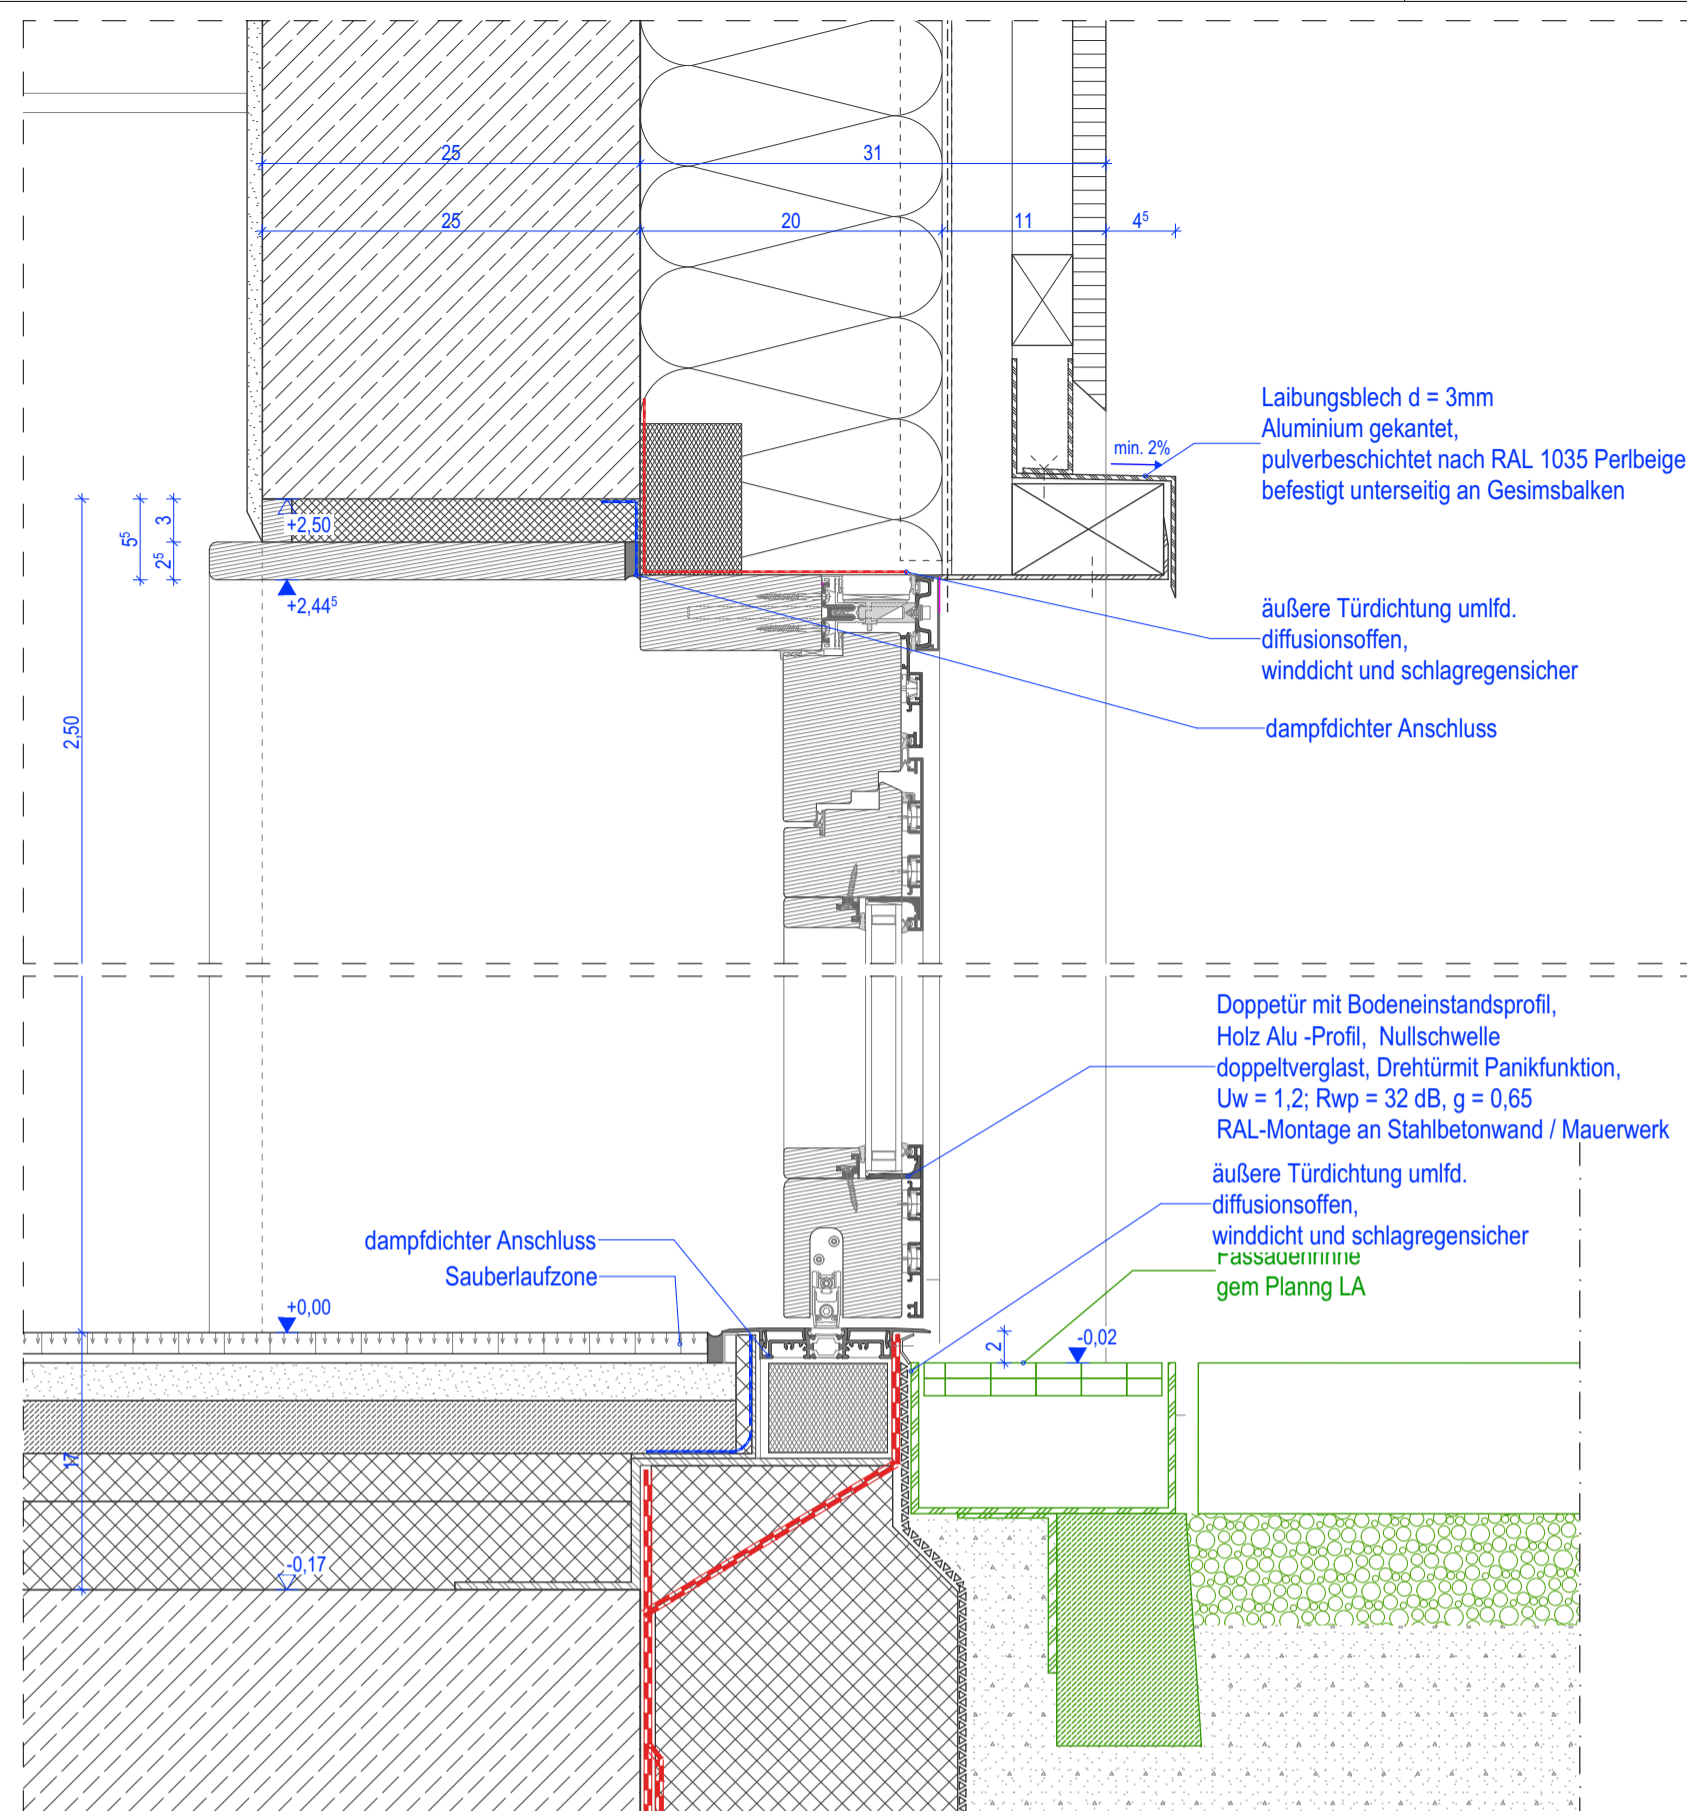 25
31
25
20
11
4⁵
Laibungsblech d = 3mm
Aluminium gekantet,
pulverbeschichtet nach RAL 1035 Perlbeige
befestigt unterseitig an Gesimsbalken
min. 2%
5⁵
3
2⁵
+2,50
+2,44⁵
äußere Türdichtung umlfd.
diffusionsoffen,
winddicht und schlagregensicher
dampfdichter Anschluss
2,50
Doppetür mit Bodeneinstandsprofil,
Holz Alu -Profil, Nullschwelle
doppeltverglast, Drehtürmit Panikfunktion,
Uw = 1,2; Rwp = 32 dB, g = 0,65
RAL-Montage an Stahlbetonwand / Mauerwerk
äußere Türdichtung umlfd.
diffusionsoffen,
winddicht und schlagregensicher
gem Planng LA
dampfdichter Anschluss
Sauberlaufzone
+0,00
2
-0,02
17
-0,17